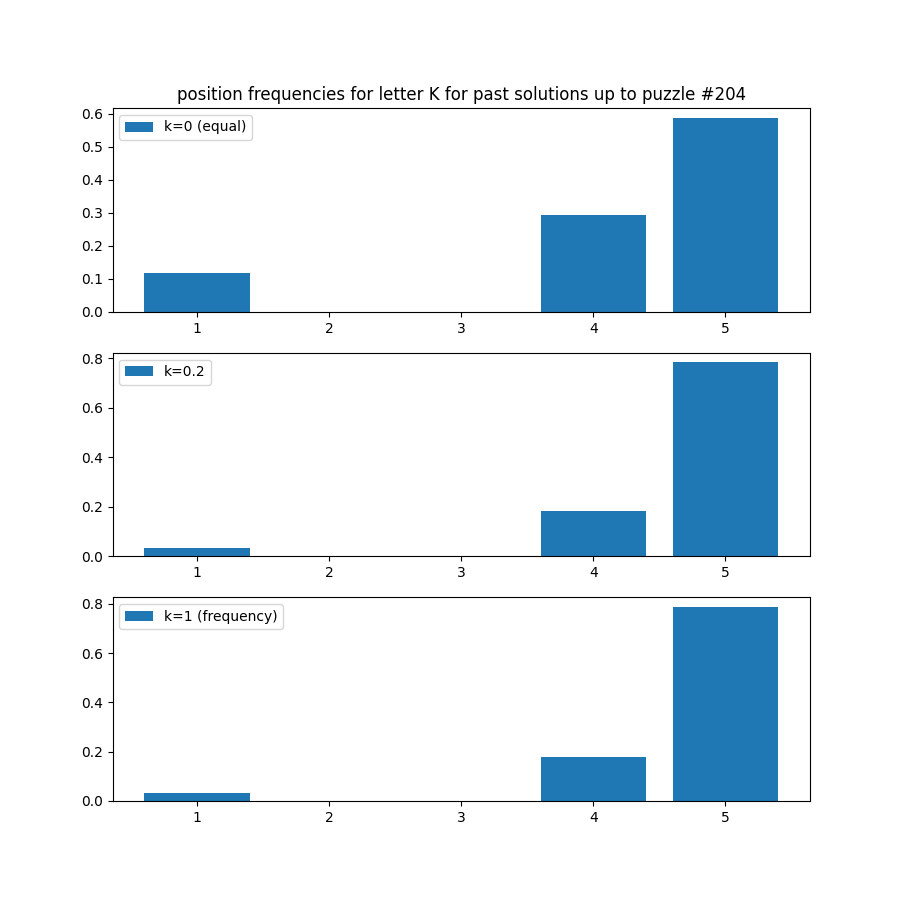 position frequencies for letter K for past solutions up to puzzle #204
0.6
k=0 (equal)
0.5
0.4
0.3
0.2
0.1
0.0
1 2 3 4 5
0.8
k=0.2
0.6
0.4
0.2
0.0
1 2 3 4 5
0.8
k=1 (frequency)
0.6
0.4
0.2
0.0
1 2 3 4 5